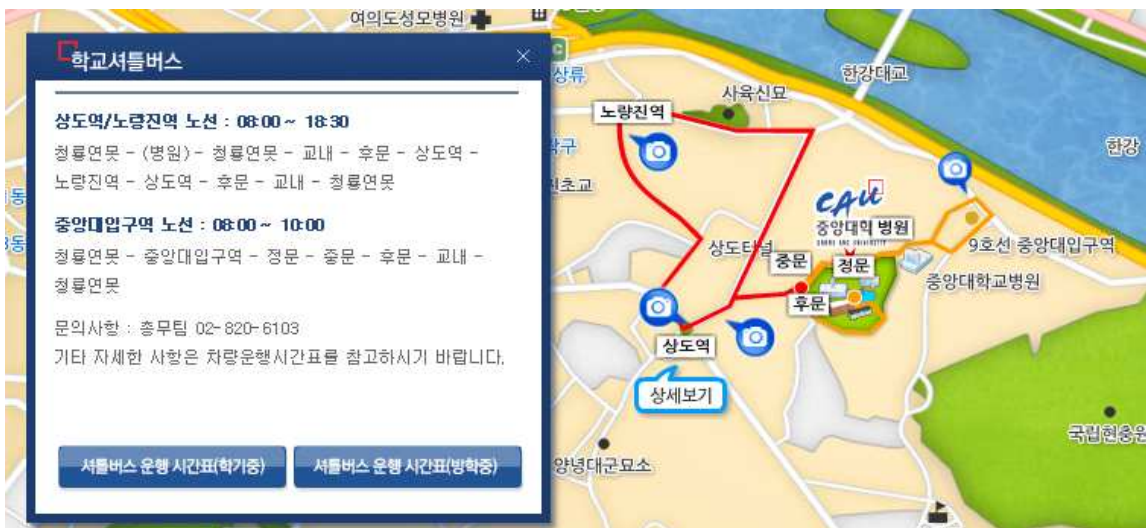 여의도성모병원
학교셔틀버스
상도역/노량진역 노선 : 08:00 ~ 18:30
청룡연못 - (병원) - 청룡연못 - 교내 - 후문 - 상도역 -
노량진역 - 상도역 - 후문 - 교내 - 청룡연못
중앙대입구역 노선 : 08:00 ~ 10:00
청룡연못 - 중앙대입구역 - 정문 - 중문 - 후문 - 교내 -
청룡연못
문의사항 : 총무팀 02-820-6103
기타 자세한 사항은 차량운행시간표를 참고하시기 바랍니다.
셔틀버스 운행 시간표(학기중)
셔틀버스 운행 시간표(방학중)
상류
한강대교
사육신묘
노량진역
한강
CAU
중앙대학
병원
9호선 중앙대입구역
상도터널
중문
정문
중앙대학교병원
후문
상도역
상세보기
국립현충원
양녕대군묘소